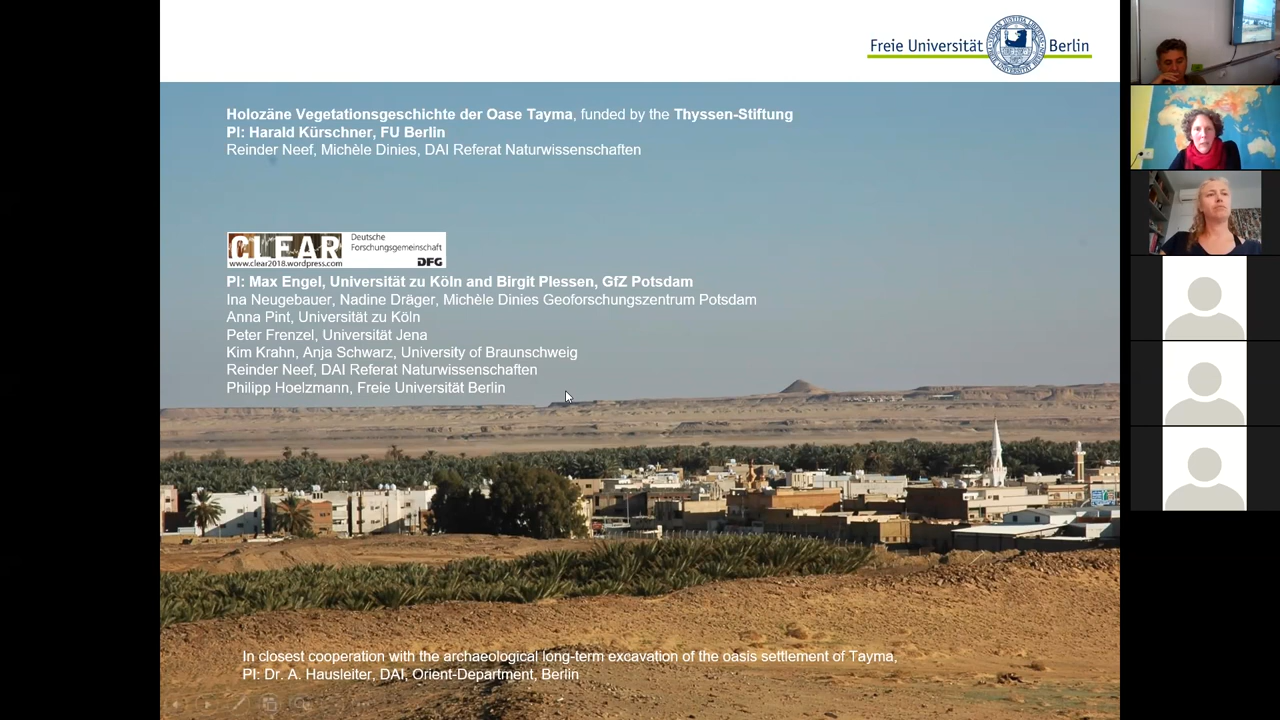 Freie Universität Berlin
Holozäne Vegetationsgeschichte der Oase Tayma, funded by the Thyssen-Stiftung
PI: Harald Kürschner, FU Berlin
Reinder Neef, Michèle Dinies, DAI Referat Naturwissenschaften
CLEAR
www.clear2018.wordpress.com
Deutsche
Forschungsgemeinschaft
DFG
PI: Max Engel, Universität zu Köln and Birgit Plessen, GfZ Potsdam
Ina Neugebauer, Nadine Dräger, Michèle Dinies Geoforschungszentrum Potsdam
Anna Pint, Universität zu Köln
Peter Frenzel, Universität Jena
Kim Krahn, Anja Schwarz, University of Braunschweig
Reinder Neef, DAI Referat Naturwissenschaften
Philipp Hoelzmann, Freie Universität Berlin
In closest cooperation with the archaeological long-term excavation of the oasis settlement of Tayma,
PI: Dr. A. Hausleiter, DAI, Orient-Department, Berlin